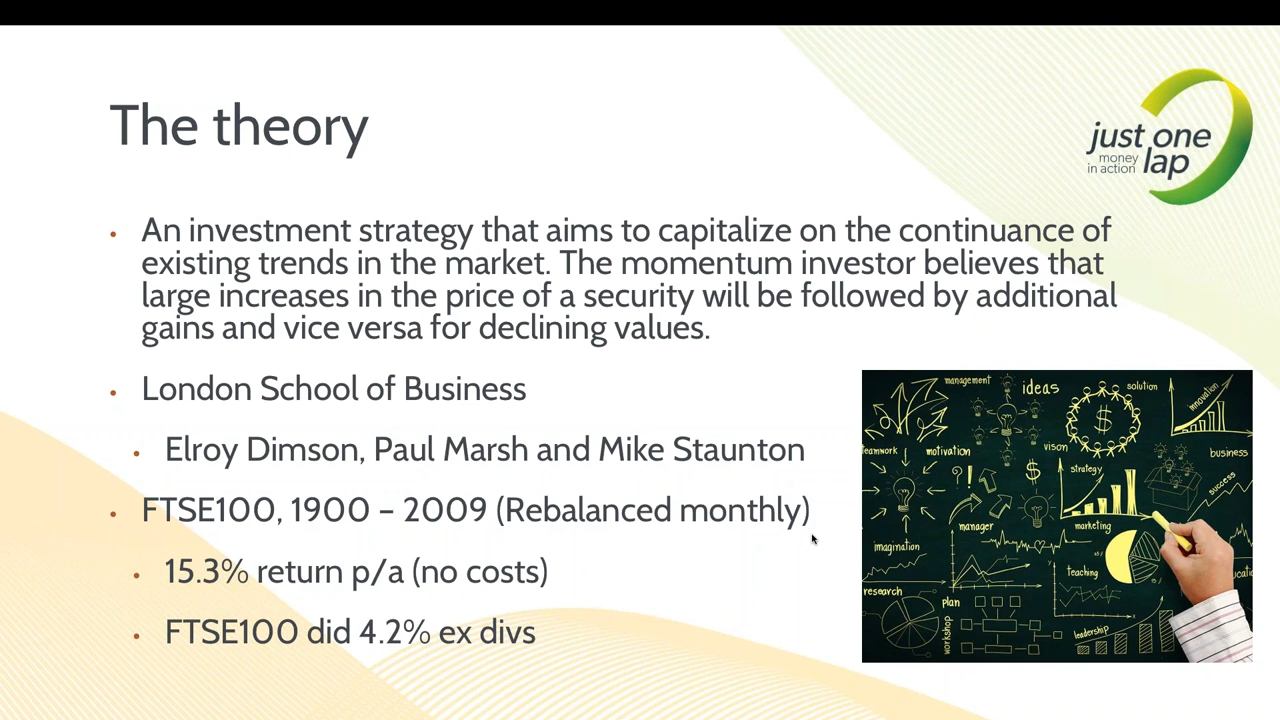 The theory
just one
money
in action
lap
• An investment strategy that aims to capitalize on the continuance of
existing trends in the market. The momentum investor believes that
large increases in the price of a security will be followed by additional
gains and vice versa for declining values.
• London School of Business
• Elroy Dimson, Paul Marsh and Mike Staunton
• FTSE100, 1900 – 2009 (Rebalanced monthly)
• 15.3% return p/a (no costs)
• FTSE100 did 4.2% ex divs
management
ideas
solution
innovation
teamwork
motivation
vison
business
?!
$
$
strategy
success
manager
marketing
imagination
teaching
research
plan
workshop
leadership